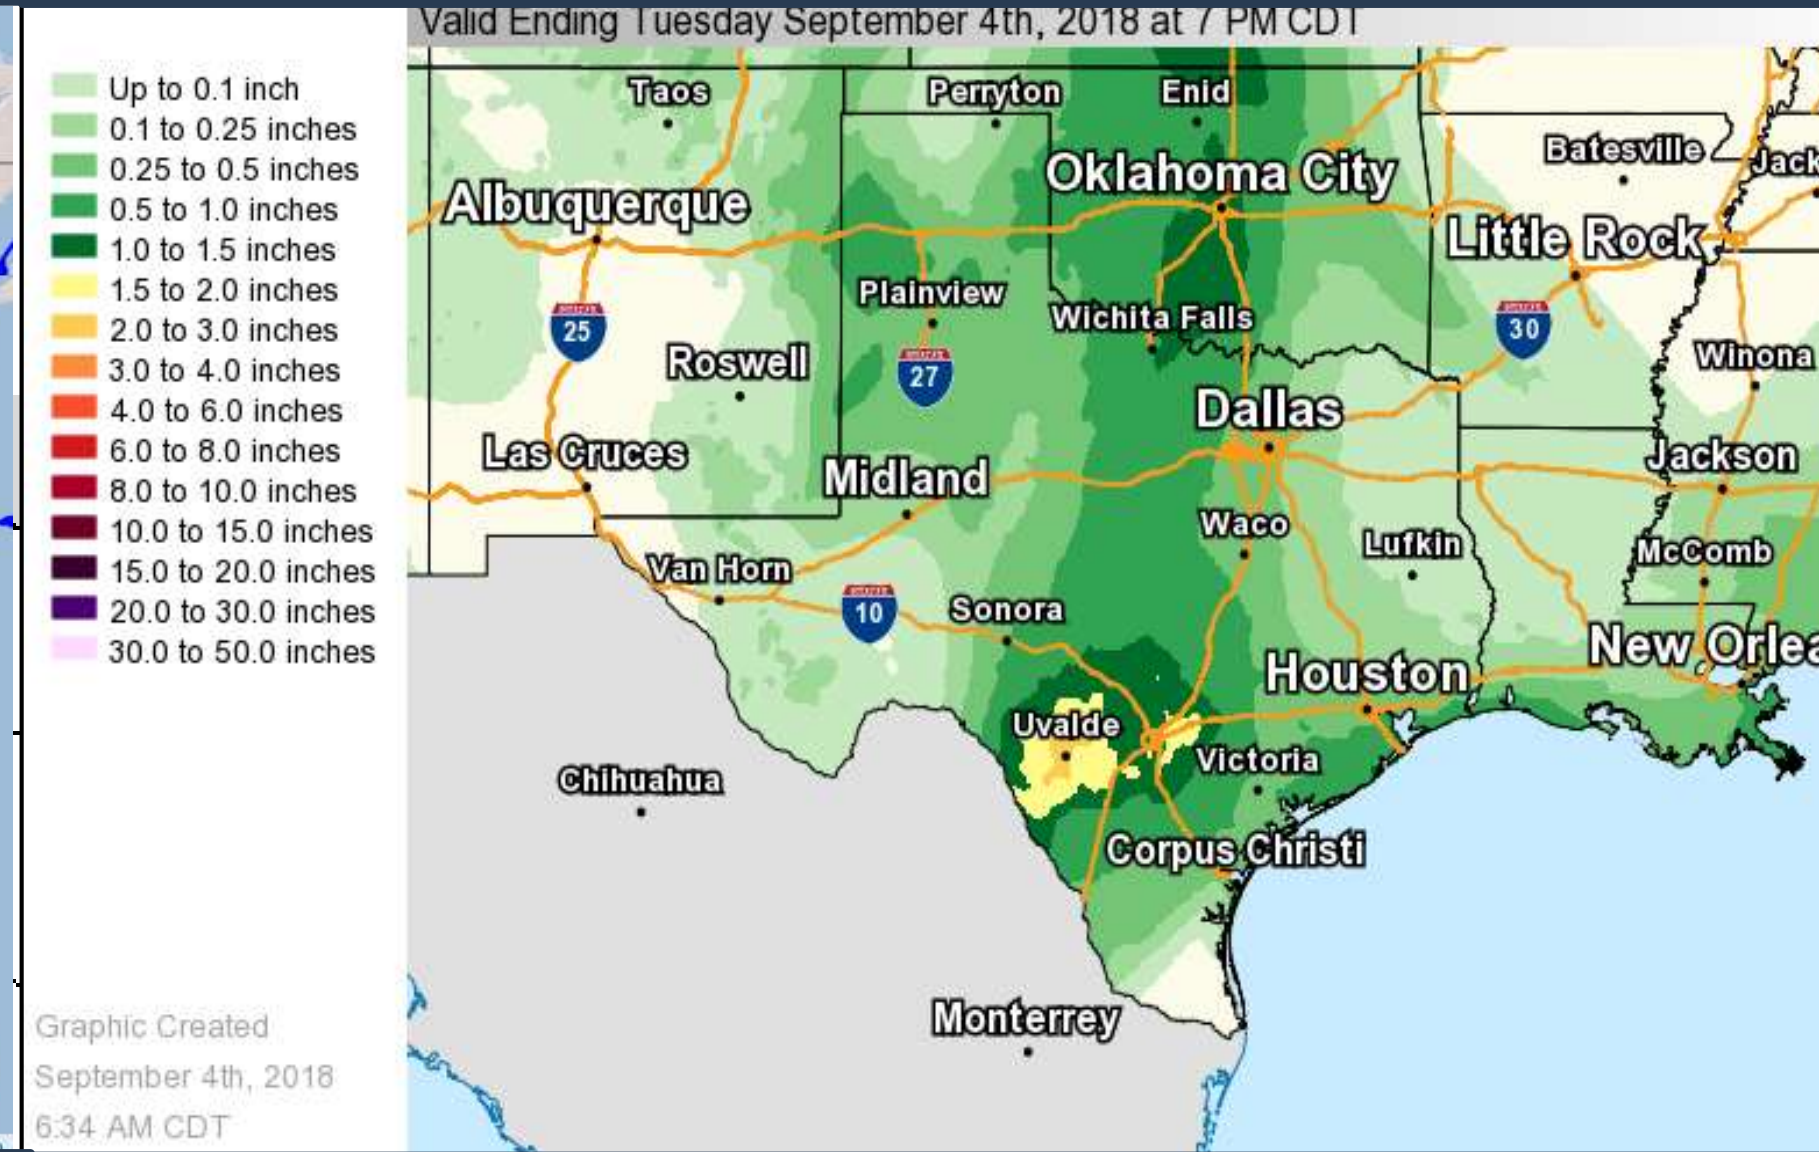 Valid Ending Tuesday September 4th, 2018 at 7 PM CDT
Up to 0.1 inch
0.1 to 0.25 inches
0.25 to 0.5 inches
0.5 to 1.0 inches
1.0 to 1.5 inches
1.5 to 2.0 inches
2.0 to 3.0 inches
3.0 to 4.0 inches
4.0 to 6.0 inches
6.0 to 8.0 inches
8.0 to 10.0 inches
10.0 to 15.0 inches
15.0 to 20.0 inches
20.0 to 30.0 inches
30.0 to 50.0 inches
Graphic Created
September 4th, 2018
6:34 AM CDT
Taos
Perryton
Enid
Batesville
Jack
Oklahoma City
Albuquerque
Little Rock
Plainview
Wichita Falls
25
30
Roswell
27
Winona
Dallas
Las Cruces
Midland
Jackson
Waco
Lufkin
McComb
Van Horn
10
Sonora
New Orlea
Houston
Uvalde
Victoria
Chihuahua
Corpus Christi
Monterrey